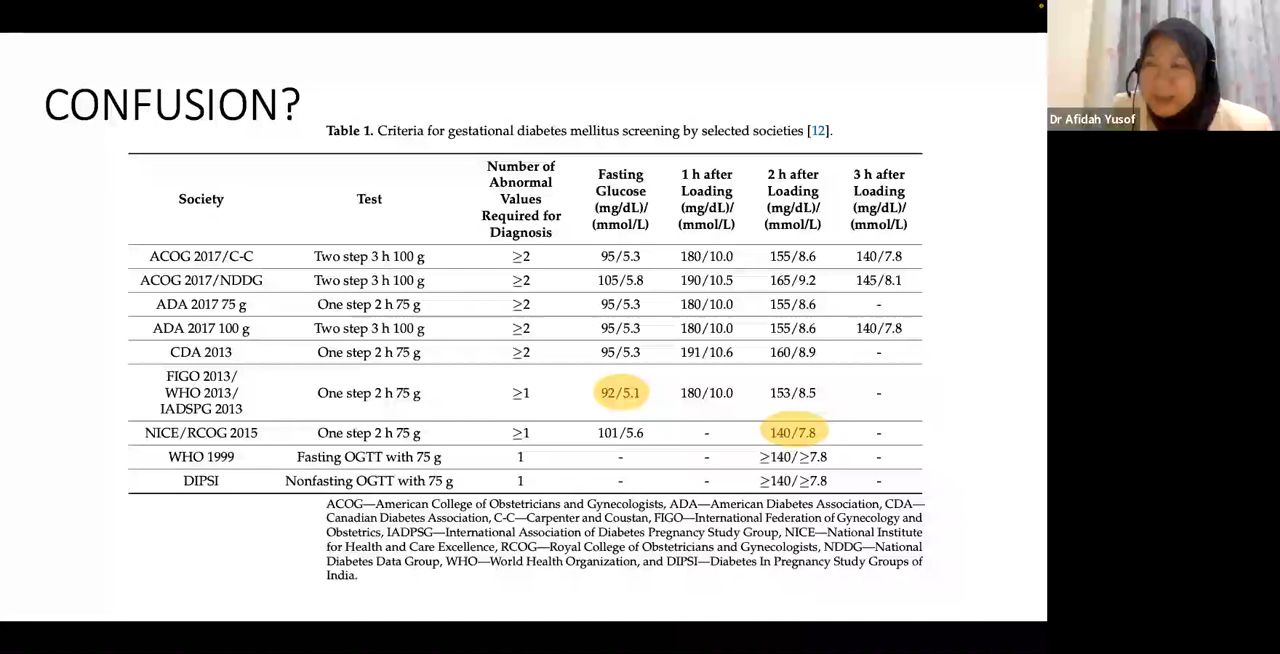 CONFUSION?
Dr Afidah Yusof
Table 1. Criteria for gestational diabetes mellitus screening by selected societies [12].
Society Test Number of Abnormal Values Required for Diagnosis Fasting Glucose (mg/dL)/ (mmol/L) 1 h after Loading (mg/dL)/ (mmol/L) 2 h after Loading (mg/dL)/ (mmol/L) 3 h after Loading (mg/dL)/ (mmol/L)
ACOG 2017/C-C Two step 3 h 100 g ≥2 95/5.3 180/10.0 155/8.6 140/7.8
ACOG 2017/NDDG Two step 3 h 100 g ≥2 105/5.8 190/10.5 165/9.2 145/8.1
ADA 2017 75 g One step 2 h 75 g ≥2 95/5.3 180/10.0 155/8.6 -
ADA 2017 100 g Two step 3 h 100 g ≥2 95/5.3 180/10.0 155/8.6 140/7.8
CDA 2013 One step 2 h 75 g ≥2 95/5.3 191/10.6 160/8.9 -
FIGO 2013/ WHO 2013/ IADSPG 2013 One step 2 h 75 g ≥1 92/5.1 180/10.0 153/8.5 -
NICE/RCOG 2015 One step 2 h 75 g ≥1 101/5.6 - 140/7.8 -
WHO 1999 Fasting OGTT with 75 g 1 - - ≥140/≥7.8 -
DIPSI Nonfasting OGTT with 75 g 1 - - ≥140/≥7.8 -
ACOG—American College of Obstetricians and Gynecologists, ADA—American Diabetes Association, CDA—
Canadian Diabetes Association, C-C—Carpenter and Coustan, FIGO—International Federation of Gynecology and
Obstetrics, IADPSG—International Association of Diabetes Pregnancy Study Group, NICE—National Institute
for Health and Care Excellence, RCOG—Royal College of Obstetricians and Gynecologists, NDDG—National
Diabetes Data Group, WHO—World Health Organization, and DIPSI—Diabetes In Pregnancy Study Groups of
India.